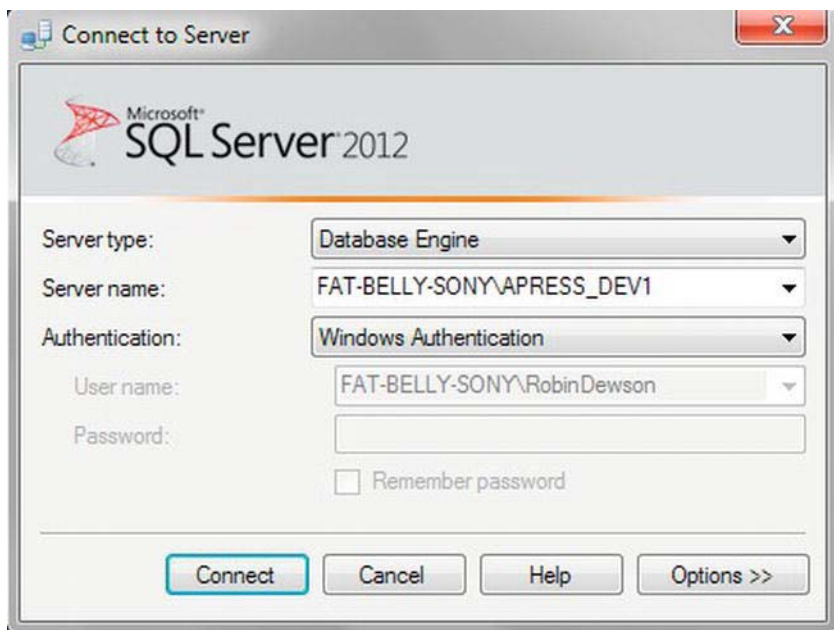 Connect to Server
Microsoft®
SQL Server® 2012
Server type: Database Engine
Server name: FAT-BELLY-SONY\APRESS_DEV1
Authentication: Windows Authentication
User name: FAT-BELLY-SONY\RobinDewson
Password:
Remember password
Connect Cancel Help Options >>